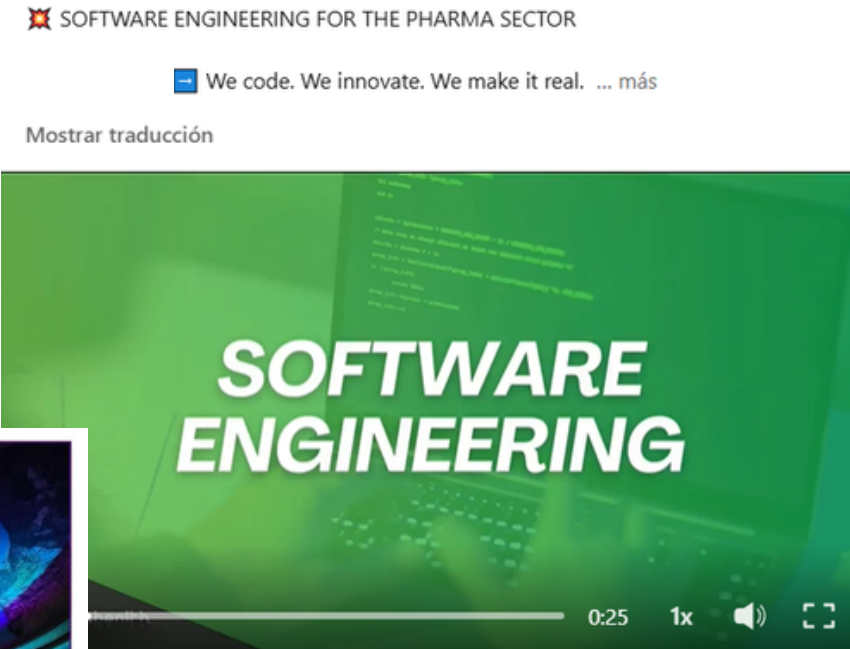 💥 SOFTWARE ENGINEERING FOR THE PHARMA SECTOR
➡️ We code. We innovate. We make it real. ... más
Mostrar traducción
SOFTWARE
ENGINEERING
0:25 1x